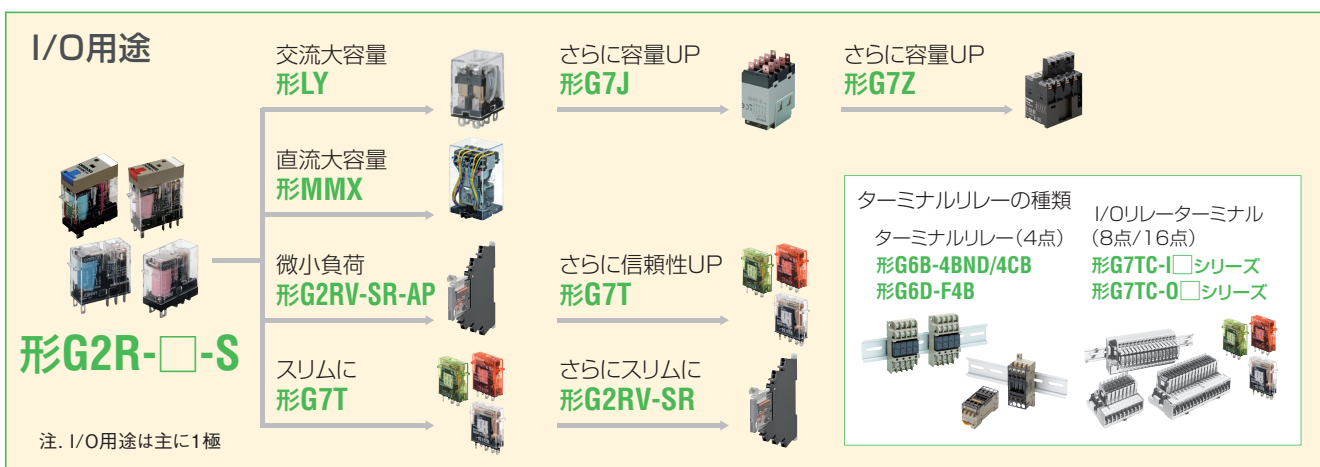 I/O用途
交流大容量
形LY
さらに容量UP
形G7J
さらに容量UP
形G7Z
直流大容量
形MMX
微小負荷
形G2RV-SR-AP
さらに信頼性UP
形G7T
スリムに
形G7T
さらにスリムに
形G2RV-SR
形G2R-□-S
注. I/O用途は主に1極
ターミナルリレーの種類
ターミナルリレー（4点）
形G6B-4BND/4CB
形G6D-F4B
I/Oリレーターミナル
（8点/16点）
形G7TC-I□シリーズ
形G7TC-O□シリーズ